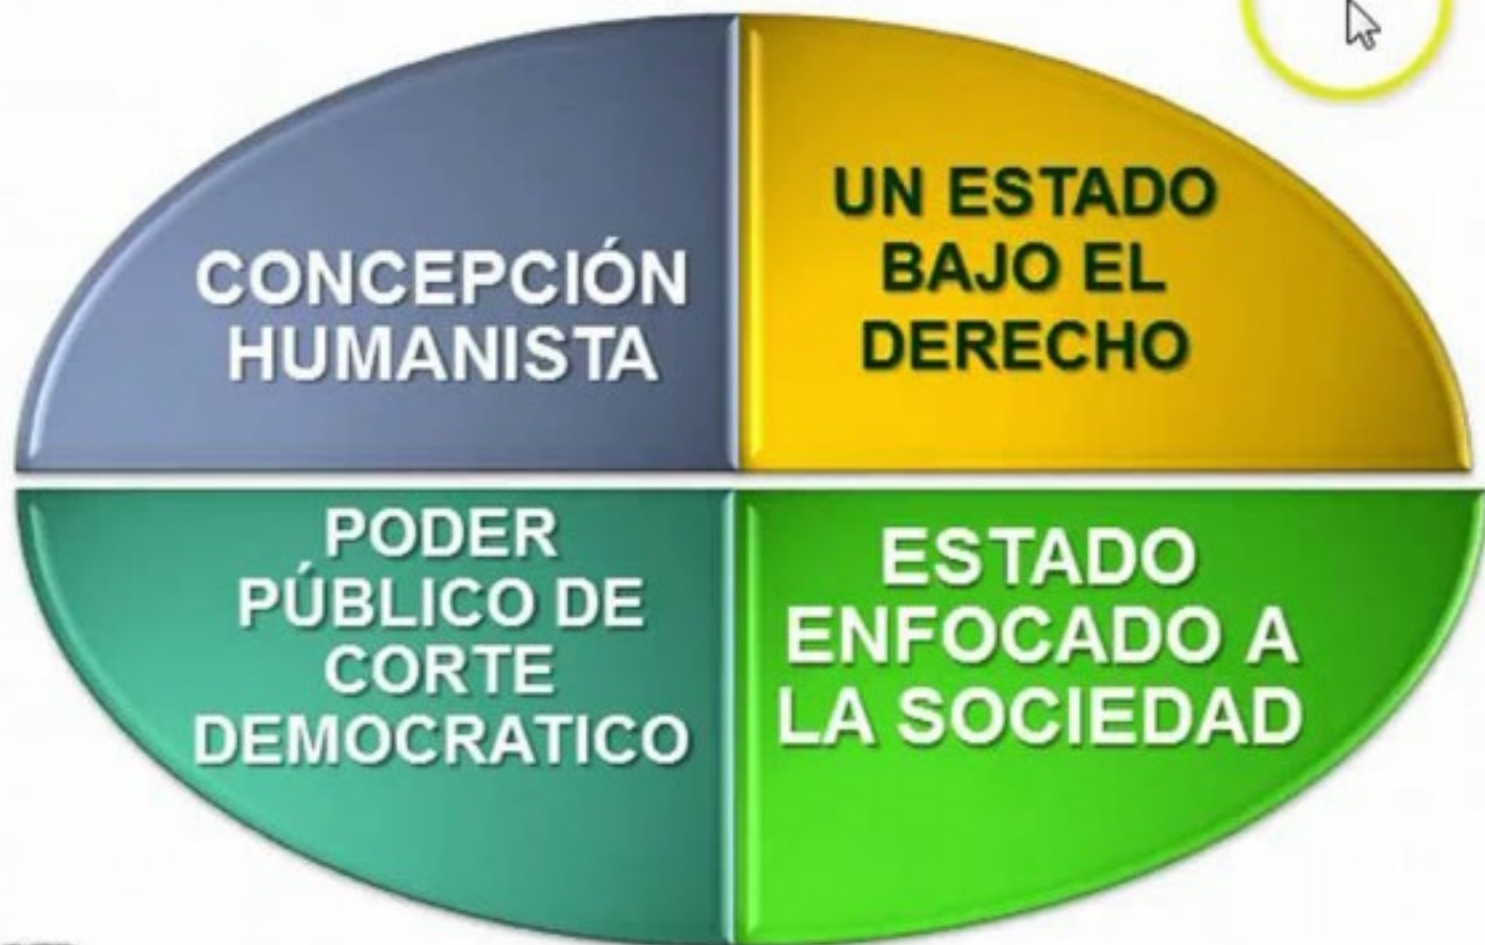 CONCEPCIÓN
HUMANISTA
UN ESTADO
BAJO EL
DERECHO
PODER
PÚBLICO DE
CORTE
DEMOCRATICO
ESTADO
ENFOCADO A
LA SOCIEDAD